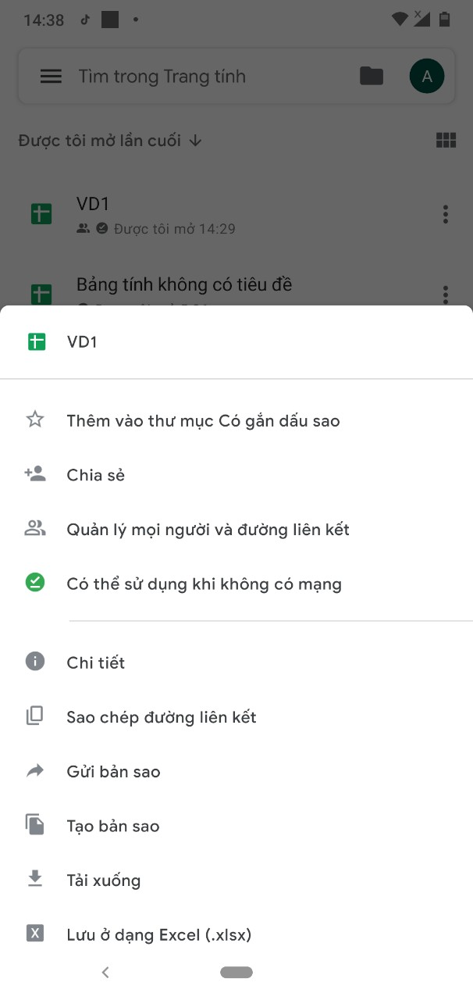 14:38
Tìm trong Trang tính
A
Được tôi mở lần cuối
VD1
Được tôi mở 14:29
Bảng tính không có tiêu đề
VD1
Thêm vào thư mục Có gắn dấu sao
Chia sẻ
Quản lý mọi người và đường liên kết
Có thể sử dụng khi không có mạng
Chi tiết
Sao chép đường liên kết
Gửi bản sao
Tạo bản sao
Tải xuống
X
Lưu ở dạng Excel (.xlsx)